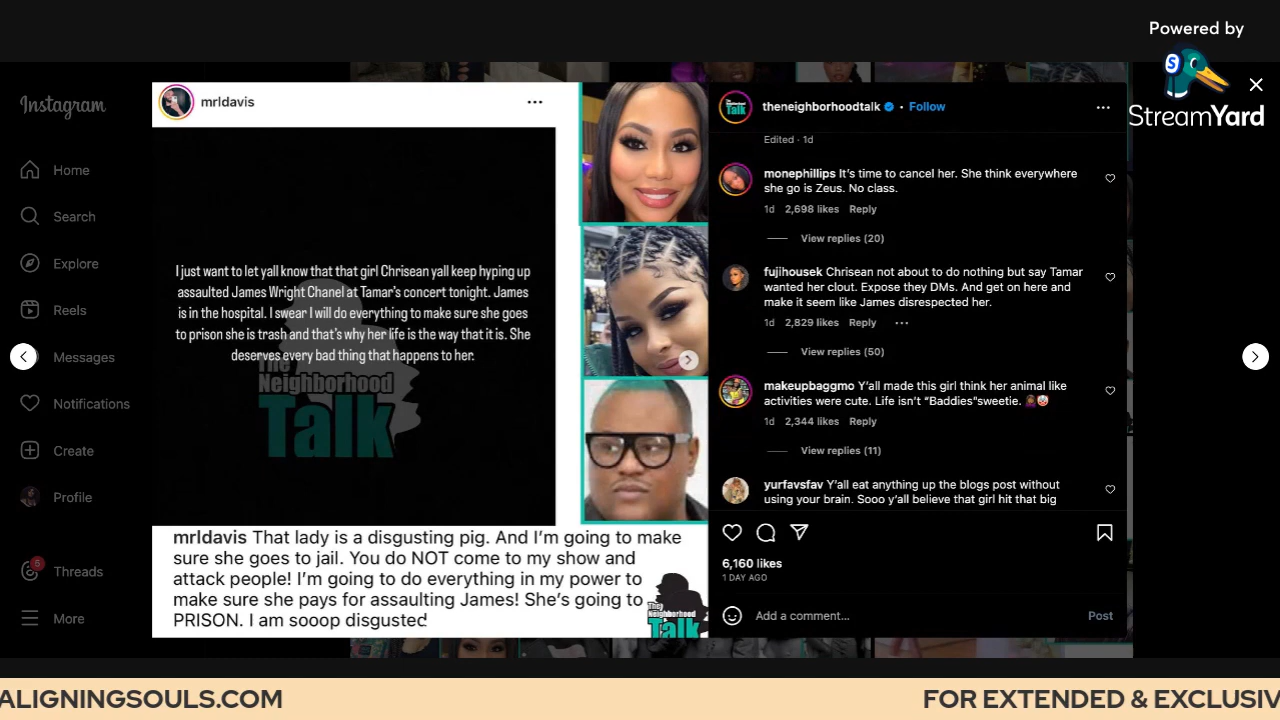 Powered by
StreamYard
Instagram
Home
Search
Explore
Reels
Messages
Notifications
Create
Profile
6
Threads
More
mrldavis
I just want to let yall know that that girl Chrisean yall keep hyping up
assaulted James Wright Chanel at Tamar's concert tonight. James
is in the hospital. I swear I will do everything to make sure she goes
to prison she is trash and that's why her life is the way that it is. She
deserves every bad thing that happens to her.
The
Neighborhood
Talk
mrldavis That lady is a disgusting pig. And I'm going to make
sure she goes to jail. You do NOT come to my show and
attack people! I'm going to do everything in my power to
make sure she pays for assaulting James! She's going to
PRISON. I am sooop disgusted!
They
Neighborhood
Talk
theneighborhoodtalk • Follow
Edited · 1d
monephillips It's time to cancel her. She think everywhere
she go is Zeus. No class.
1d 2,698 likes Reply
View replies (20)
fujihousek Chrisean not about to do nothing but say Tamar
wanted her clout. Expose they DMs. And get on here and
make it seem like James disrespected her.
1d 2,829 likes Reply
View replies (50)
makeupbaggmo Y'all made this girl think her animal like
activities were cute. Life isn't "Baddies"sweetie. 🤦🏾‍♀️🤡
1d 2,344 likes Reply
View replies (11)
yurfavsfav Y'all eat anything up the blogs post without
using your brain. Sooo y'all believe that girl hit that big
6,160 likes
1 DAY AGO
Add a comment...
Post
ALIGNINGSOULS.COM
FOR EXTENDED & EXCLUSIV